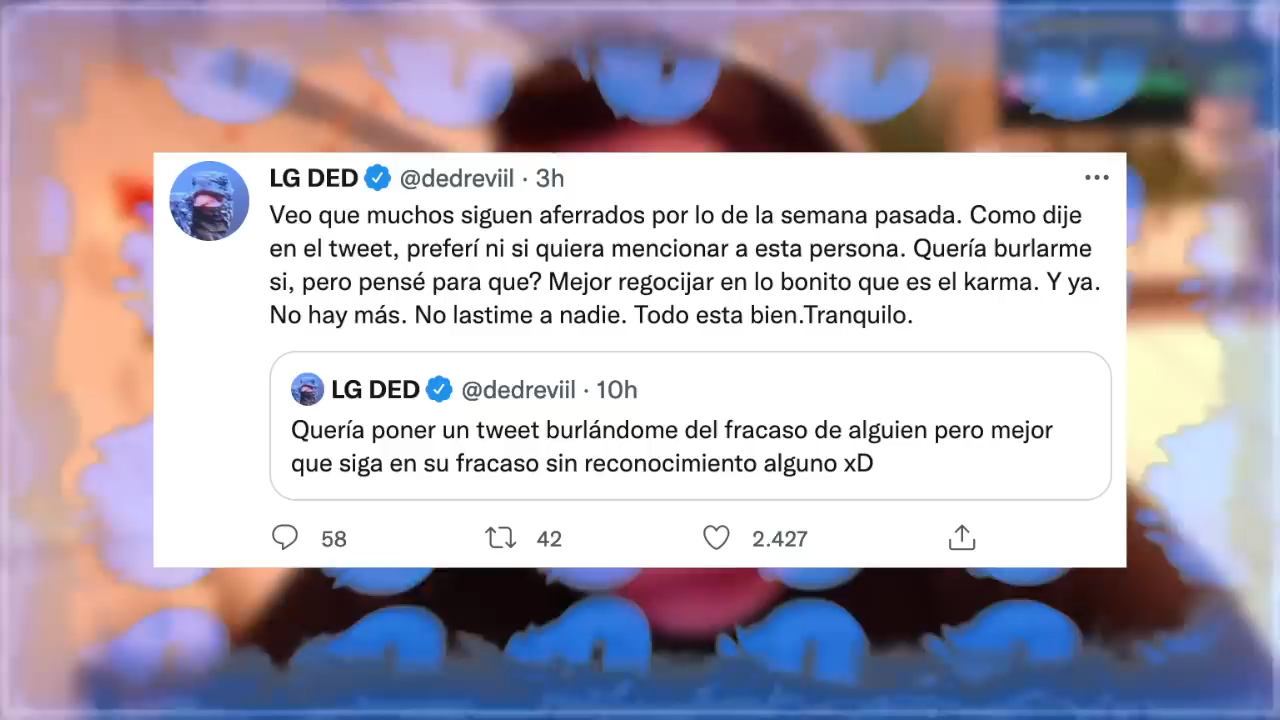 LG DED @dedreviil · 3h
Veo que muchos siguen aferrados por lo de la semana pasada. Como dije
en el tweet, preferí ni si quiera mencionar a esta persona. Quería burlarme
si, pero pensé para que? Mejor regocijar en lo bonito que es el karma. Y ya.
No hay más. No lastime a nadie. Todo esta bien.Tranquilo.
LG DED @dedreviil · 10h
Quería poner un tweet burlándome del fracaso de alguien pero mejor
que siga en su fracaso sin reconocimiento alguno xD
58 42 2.427